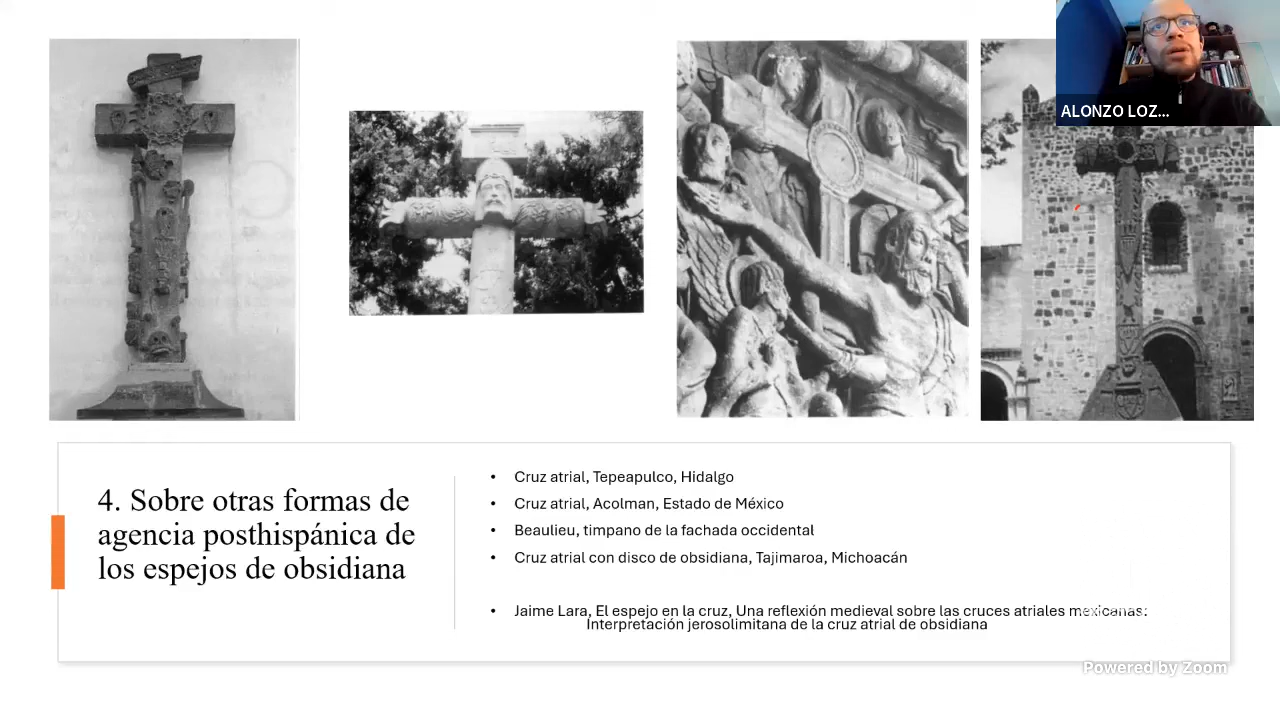 ALONZO LOZ...
4. Sobre otras formas de
agencia posthispánica de
los espejos de obsidiana
• Cruz atrial, Tepeapulco, Hidalgo
• Cruz atrial, Acolman, Estado de México
• Beaulieu, timpano de la fachada occidental
• Cruz atrial con disco de obsidiana, Tajimaroa, Michoacán
• Jaime Lara, El espejo en la cruz, Una reflexión medieval sobre las cruces atriales mexicanas:
Interpretación jerosolimitana de la cruz atrial de obsidiana
Powered by Zoom